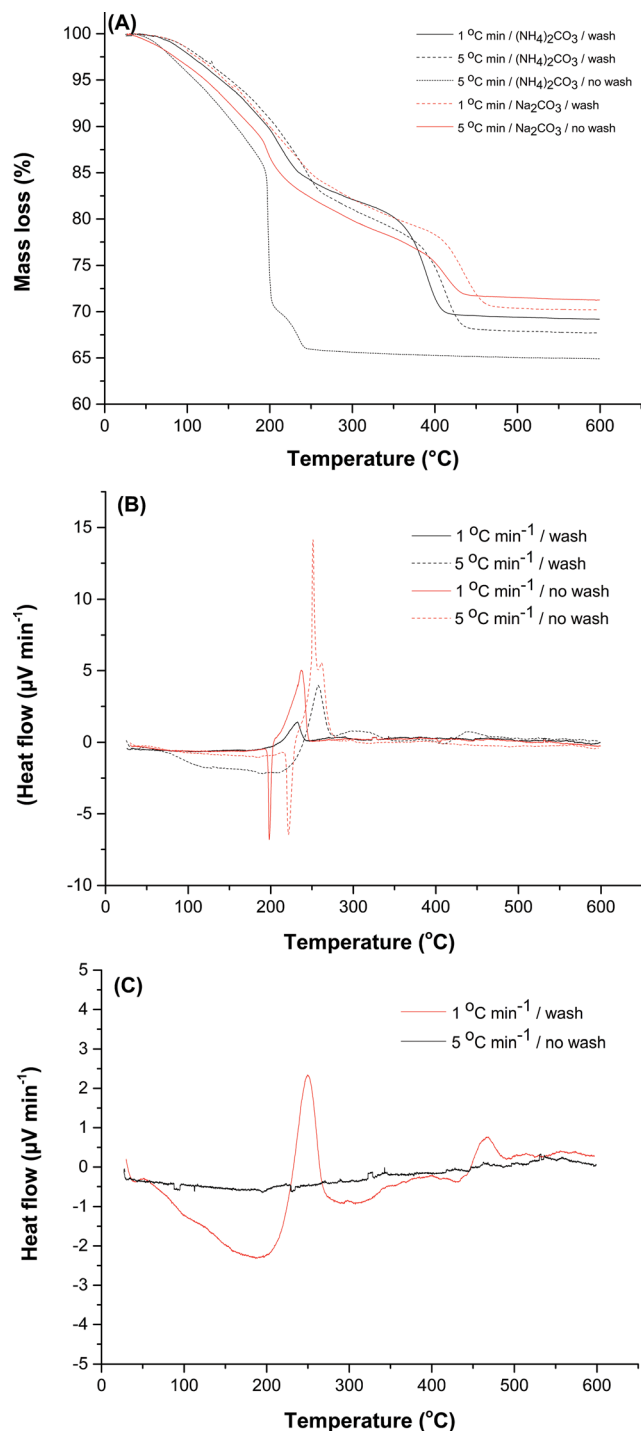 (A)
1 °C min / (NH4)2CO3 / wash
5 °C min / (NH4)2CO3 / wash
5 °C min / (NH4)2CO3 / no wash
1 °C min / Na2CO3 / wash
5 °C min / Na2CO3 / no wash
100
95
90
85
80
75
70
65
60
Mass loss (%)
0 100 200 300 400 500 600
Temperature (°C)
(B)
1 °C min-1 / wash
5 °C min-1 / wash
1 °C min-1 / no wash
5 °C min-1 / no wash
15
10
5
0
-5
-10
(Heat flow (µV min-1)
0 100 200 300 400 500 600
Temperature (°C)
(C)
1 °C min-1 / wash
5 °C min-1 / no wash
5
4
3
2
1
0
-1
-2
-3
-4
-5
Heat flow (µV min-1)
0 100 200 300 400 500 600
Temperature (°C)